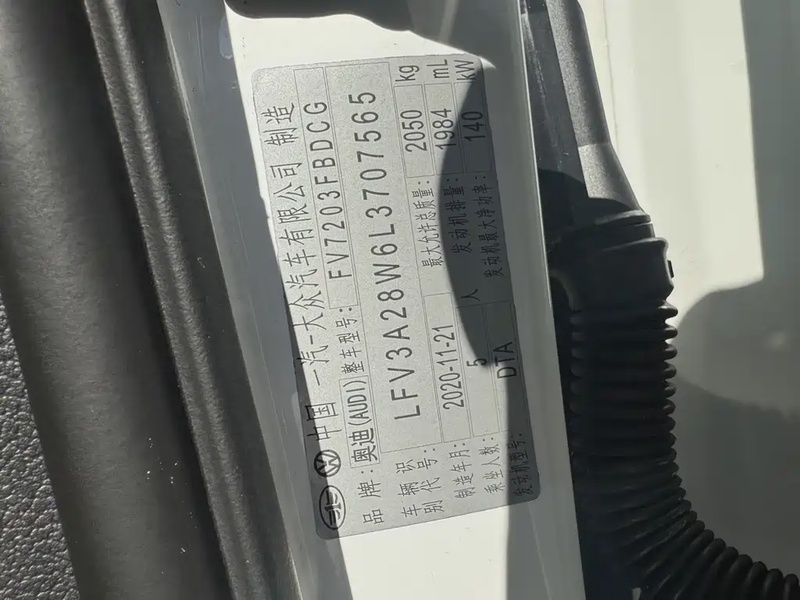 中国 一汽-大众汽车有限公司 制造
品牌: 奥迪(AUDI) 整车型号: FV7203FBDCG
车辆识别代号: LFV3A28W6L3707565
制造年月: 2020-11-21 最大允许总质量: 2050 kg
乘坐人数: 5 人 发动机排量: 1984 mL
发动机型号: DTA 发动机最大净功率: 140 kW